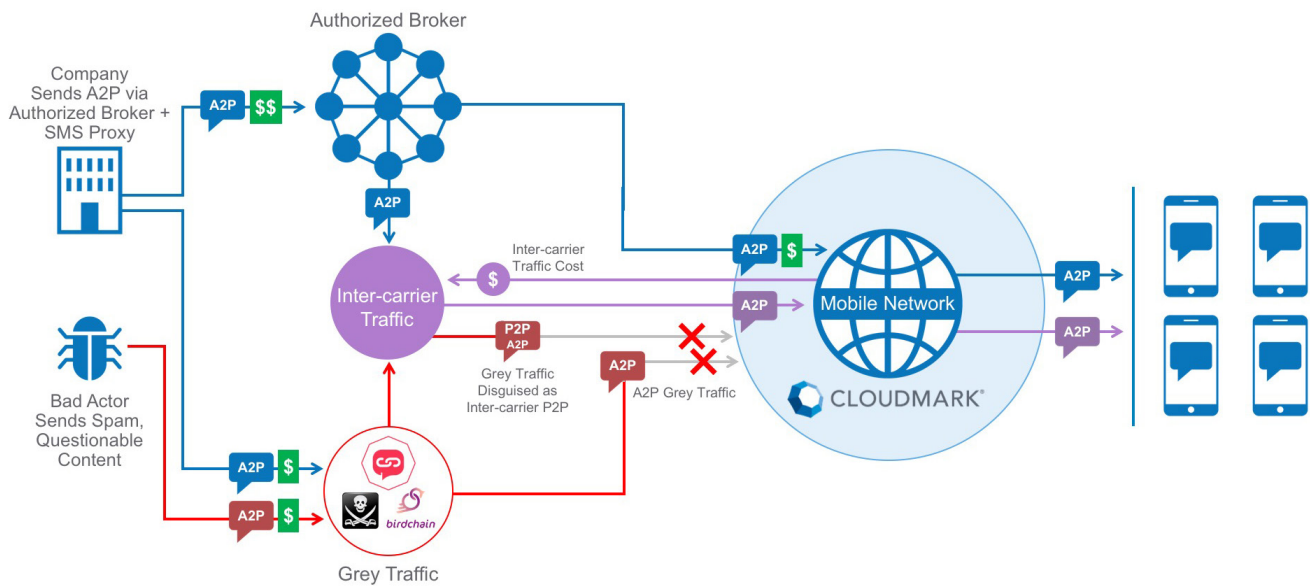 Authorized Broker
Company
Sends A2P via
Authorized Broker +
SMS Proxy
A2P
$$
A2P
A2P
$
Inter-carrier
Traffic Cost
$
Inter-carrier
Traffic
A2P
Mobile Network
A2P
A2P
P2P
A2P
Grey Traffic
Disguised as
Inter-carrier P2P
A2P
A2P Grey Traffic
CLOUDMARK®
Bad Actor
Sends Spam,
Questionable
Content
A2P
$
A2P
$
birdchain
Grey Traffic